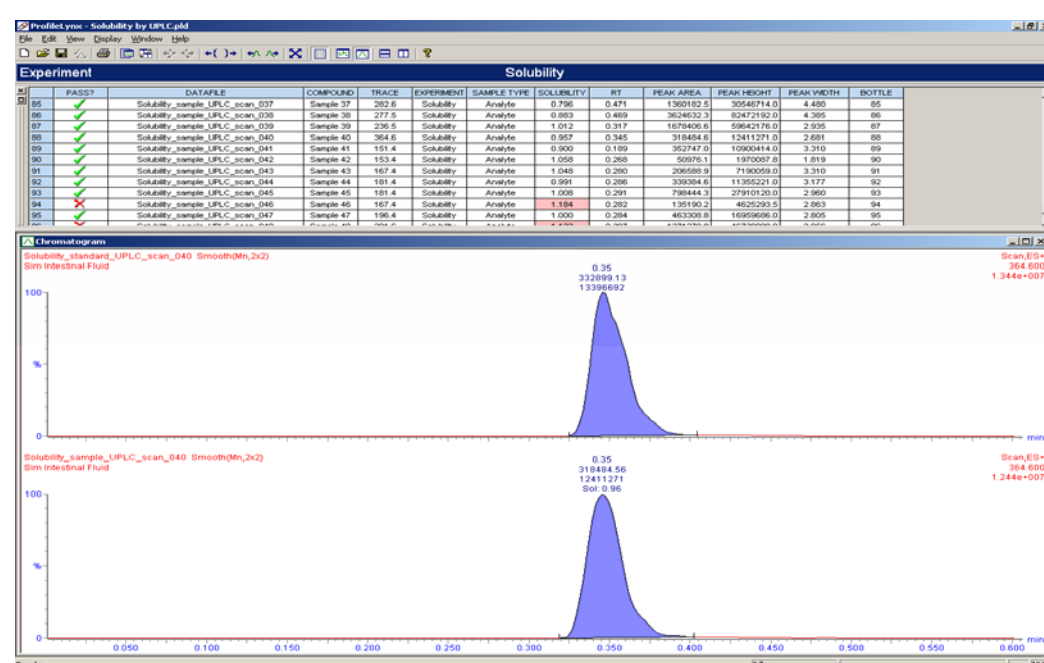 ProfileLynx - Solubility by UPLC.pld
File Edit View Display Window Help
Experiment Solubility
PASS? DATAFILE COMPOUND TRACE EXPERIMENT SAMPLE TYPE SOLUBILITY RT PEAK AREA PEAK HEIGHT PEAK WIDTH BOTTLE
85 Solubility_sample_UPLC_scan_037 Sample 37 282.6 Solubility Analyte 0.796 0.471 1360182.5 30546714.0 4.480 85
86 Solubility_sample_UPLC_scan_038 Sample 38 277.5 Solubility Analyte 0.883 0.469 3624632.3 82472192.0 4.385 86
87 Solubility_sample_UPLC_scan_039 Sample 39 236.5 Solubility Analyte 1.012 0.317 1678406.6 59642176.0 2.935 87
88 Solubility_sample_UPLC_scan_040 Sample 40 364.6 Solubility Analyte 0.957 0.345 318484.6 12411271.0 2.681 88
89 Solubility_sample_UPLC_scan_041 Sample 41 151.4 Solubility Analyte 0.900 0.189 352747.0 10900414.0 3.310 89
90 Solubility_sample_UPLC_scan_042 Sample 42 153.4 Solubility Analyte 1.058 0.268 50976.1 1970087.8 1.819 90
91 Solubility_sample_UPLC_scan_043 Sample 43 167.4 Solubility Analyte 1.048 0.280 206588.9 7190059.0 3.310 91
92 Solubility_sample_UPLC_scan_044 Sample 44 181.4 Solubility Analyte 0.991 0.286 339384.6 11355221.0 3.177 92
93 Solubility_sample_UPLC_scan_045 Sample 45 181.4 Solubility Analyte 1.008 0.291 798444.3 27910120.0 2.960 93
94 Solubility_sample_UPLC_scan_046 Sample 46 167.4 Solubility Analyte 1.184 0.282 135190.2 4625293.5 2.863 94
95 Solubility_sample_UPLC_scan_047 Sample 47 196.4 Solubility Analyte 1.000 0.284 463308.8 16959686.0 2.805 95
Chromatogram
Solubility_standard_UPLC_scan_040 Smooth(Mn,2x2) Scan,ES+
Sim Intestinal Fluid 364.600
1.344e+007
0.35
332899.13
13396692
100
%
0
min
Solubility_sample_UPLC_scan_040 Smooth(Mn,2x2) Scan,ES+
Sim Intestinal Fluid 364.600
1.244e+007
0.35
318484.56
12411271
Sol: 0.96
100
%
0
min
0.050 0.100 0.150 0.200 0.250 0.300 0.350 0.400 0.450 0.500 0.550 0.600